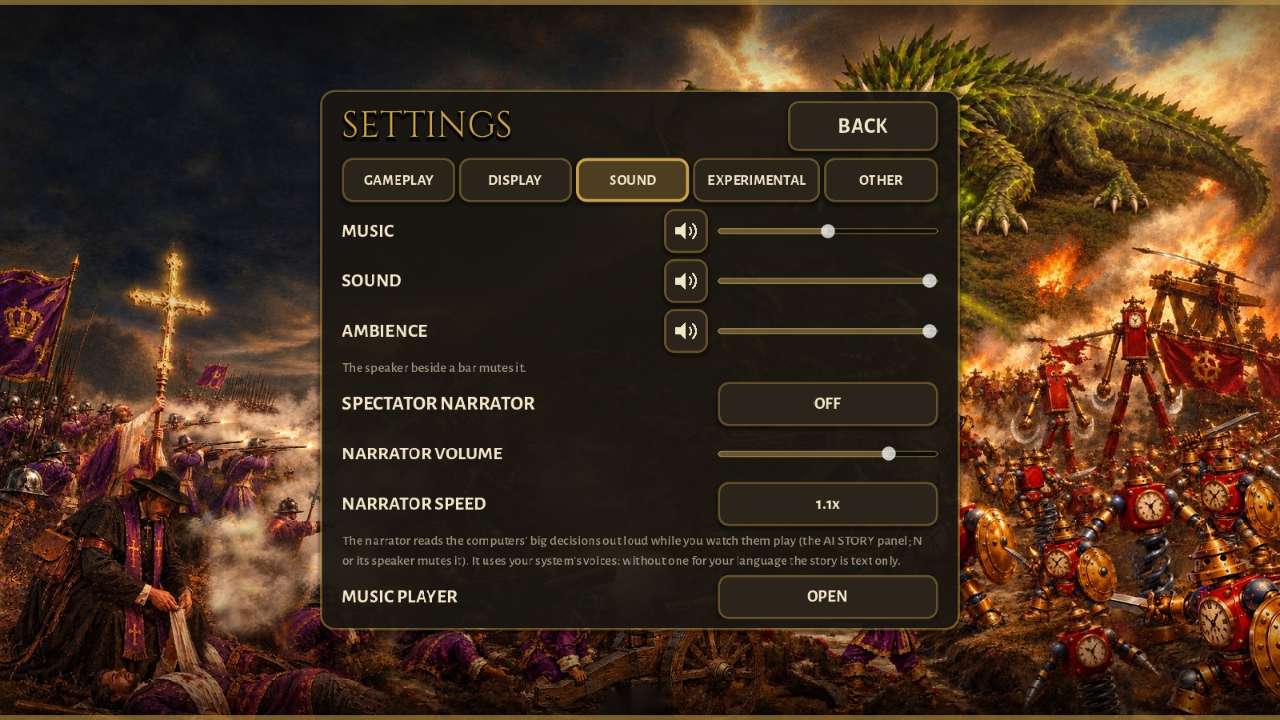 SETTINGS
BACK
GAMEPLAY
DISPLAY
SOUND
EXPERIMENTAL
OTHER
MUSIC
SOUND
AMBIENCE
The speaker beside a bar mutes it.
SPECTATOR NARRATOR
OFF
NARRATOR VOLUME
NARRATOR SPEED
1.1x
The narrator reads the computers' big decisions out loud while you watch them play (the AI STORY panel; N
or its speaker mutes it). It uses your system's voices: without one for your language the story is text only.
MUSIC PLAYER
OPEN